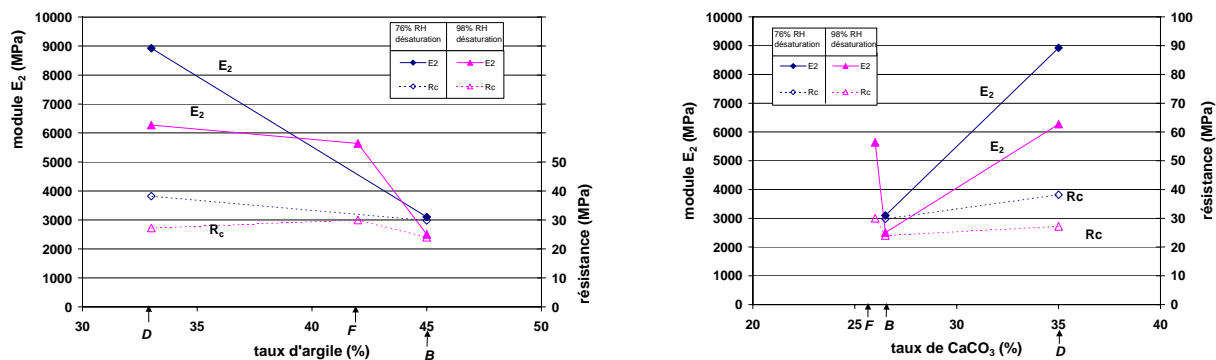 10000
9000
8000
7000
6000
5000
4000
3000
2000
1000
0
module E2 (MPa)
76% RH désaturation
98% RH désaturation
E2
E2
Rc
Rc
E2
E2
Rc
50
40
30
20
10
0
résistance (MPa)
30 35 40 45 50
D F B
taux d'argile (%)
10000
9000
8000
7000
6000
5000
4000
3000
2000
1000
0
module E2 (MPa)
76% RH désaturation
98% RH désaturation
E2
E2
Rc
Rc
E2
E2
Rc
Rc
100
90
80
70
60
50
40
30
20
10
0
résistance (MPa)
20 25 30 35 40
F B D
taux de CaCO3 (%)